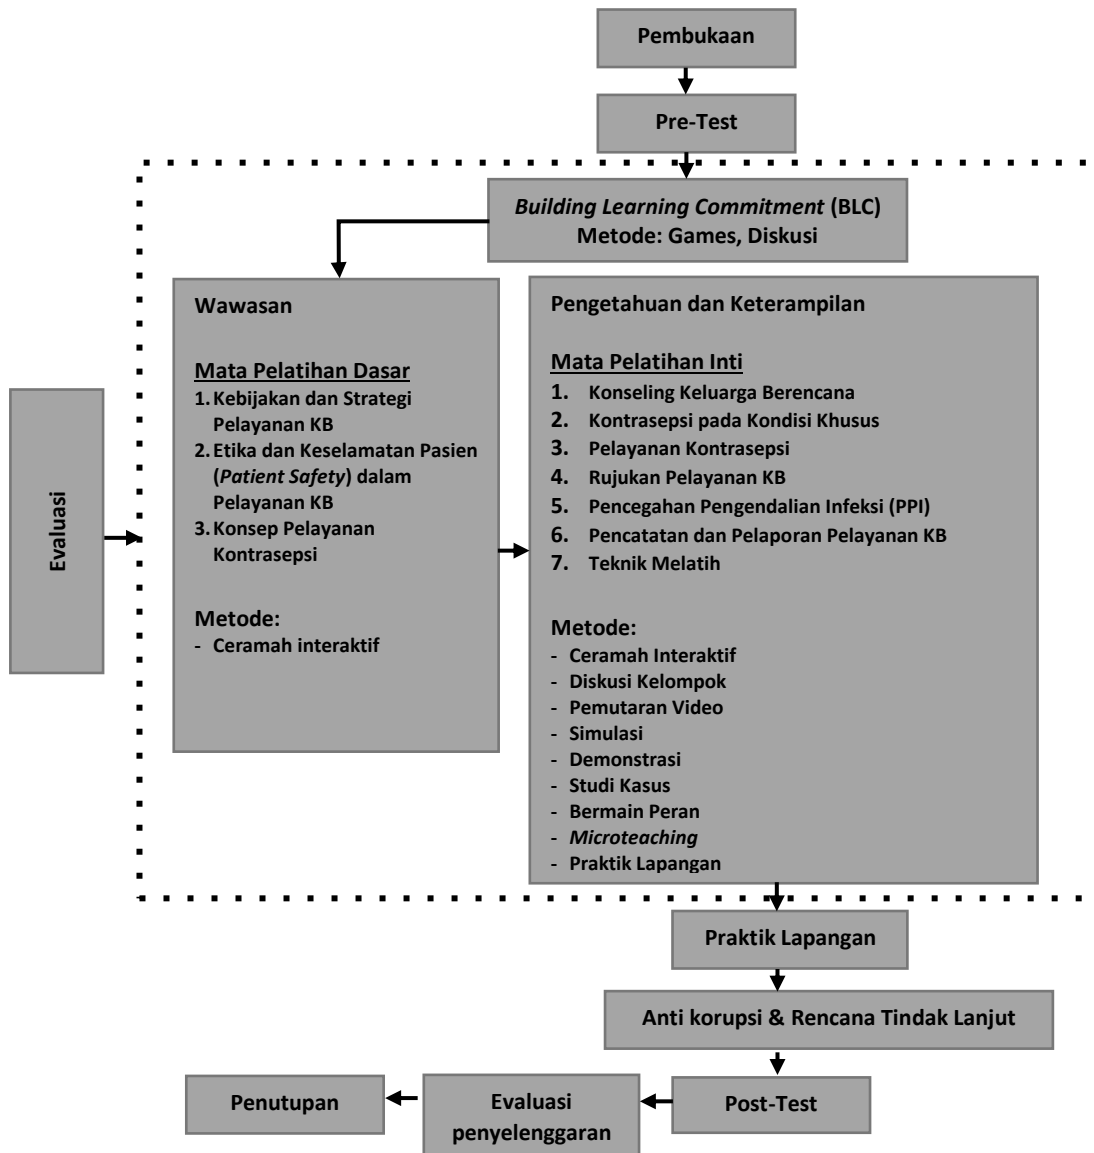 Pembukaan
Pre-Test
Building Learning Commitment (BLC)
Metode: Games, Diskusi
Evaluasi
Wawasan
Mata Pelatihan Dasar
1. Kebijakan dan Strategi
Pelayanan KB
2. Etika dan Keselamatan Pasien
(Patient Safety) dalam
Pelayanan KB
3. Konsep Pelayanan
Kontrasepsi
Metode:
- Ceramah interaktif
Pengetahuan dan Keterampilan
Mata Pelatihan Inti
1. Konseling Keluarga Berencana
2. Kontrasepsi pada Kondisi Khusus
3. Pelayanan Kontrasepsi
4. Rujukan Pelayanan KB
5. Pencegahan Pengendalian Infeksi (PPI)
6. Pencatatan dan Pelaporan Pelayanan KB
7. Teknik Melatih
Metode:
- Ceramah Interaktif
- Diskusi Kelompok
- Pemutaran Video
- Simulasi
- Demonstrasi
- Studi Kasus
- Bermain Peran
- Microteaching
- Praktik Lapangan
Praktik Lapangan
Anti korupsi & Rencana Tindak Lanjut
Post-Test
Evaluasi
penyelenggaran
Penutupan